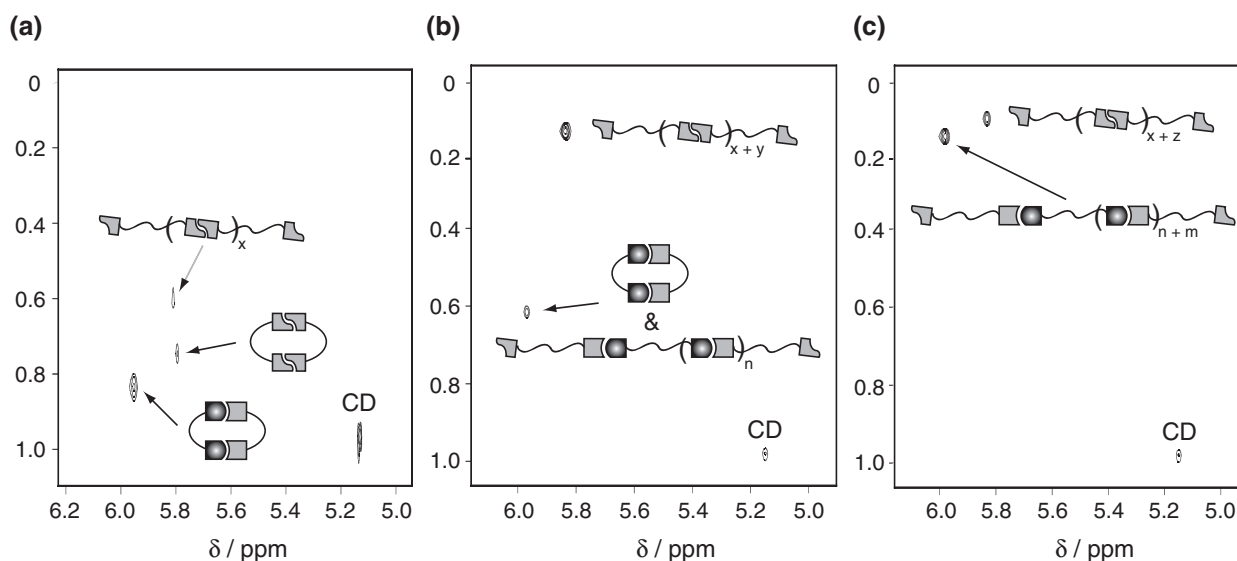 (a)
0
0.2
0.4
0.6
0.8
1.0
( ) x
CD
6.2 6.0 5.8 5.6 5.4 5.2 5.0
δ / ppm
(b)
0
0.2
0.4
0.6
0.8
1.0
( ) x + y
&
( ) n
CD
6.0 5.8 5.6 5.4 5.2 5.0
δ / ppm
(c)
0
0.2
0.4
0.6
0.8
1.0
( ) x + z
( ) n + m
CD
6.0 5.8 5.6 5.4 5.2 5.0
δ / ppm